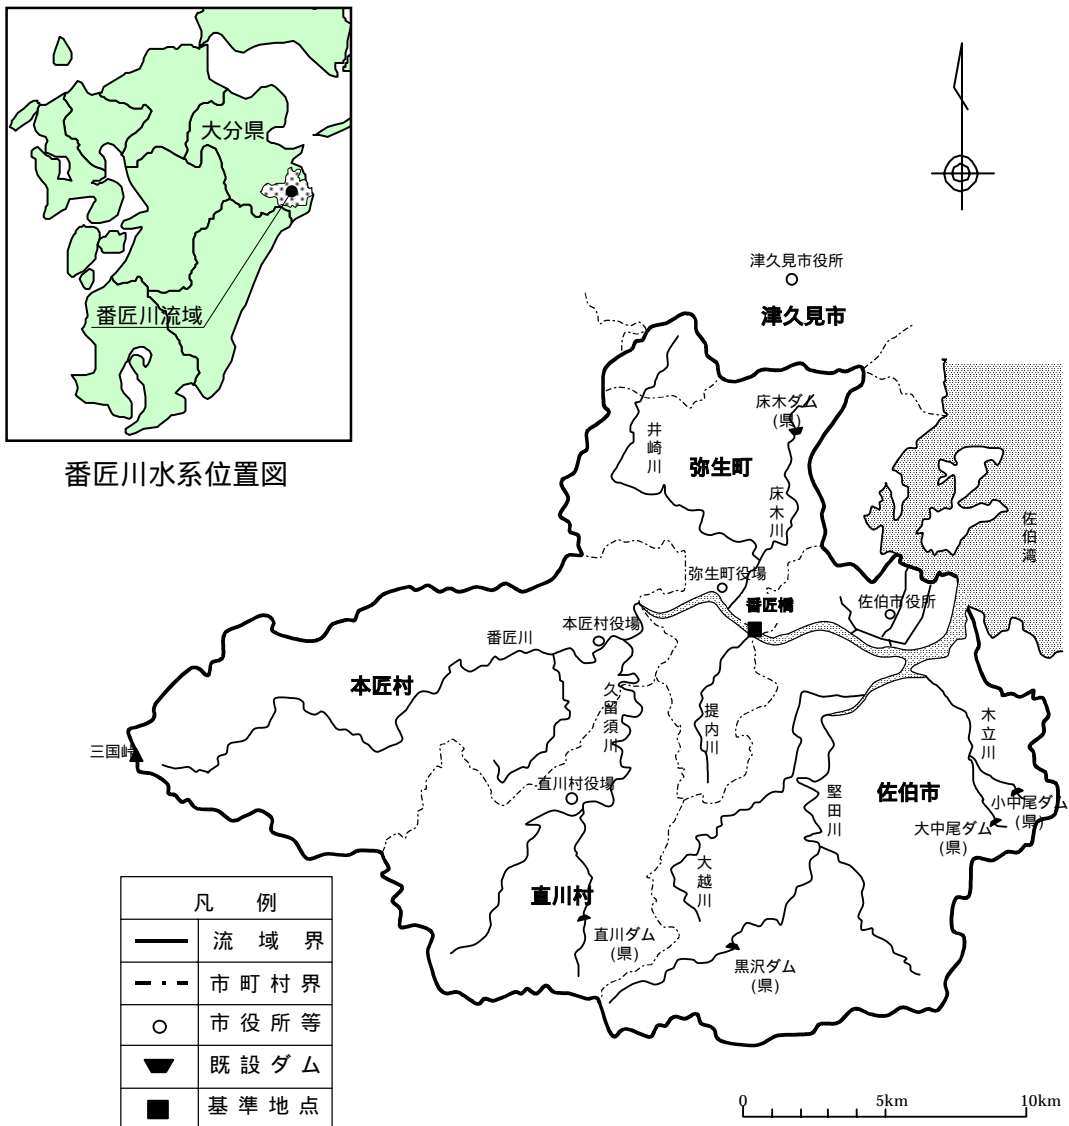 大分県
番匠川流域
番匠川水系位置図
津久見市役所
津久見市
床木ダム
(県)
井崎川
弥生町
床木川
佐伯湾
弥生町役場
番匠橋
佐伯市役所
本匠村役場
番匠川
本匠村
久留須川
提内川
木立川
三国峠
直川村役場
堅田川
佐伯市
小中尾ダム
(県)
大中尾ダム
(県)
大越川
直川村
直川ダム
(県)
黒沢ダム
(県)
凡 例
流 域 界
市 町 村 界
市 役 所 等
既 設 ダ ム
基 準 地 点
0 5km 10km